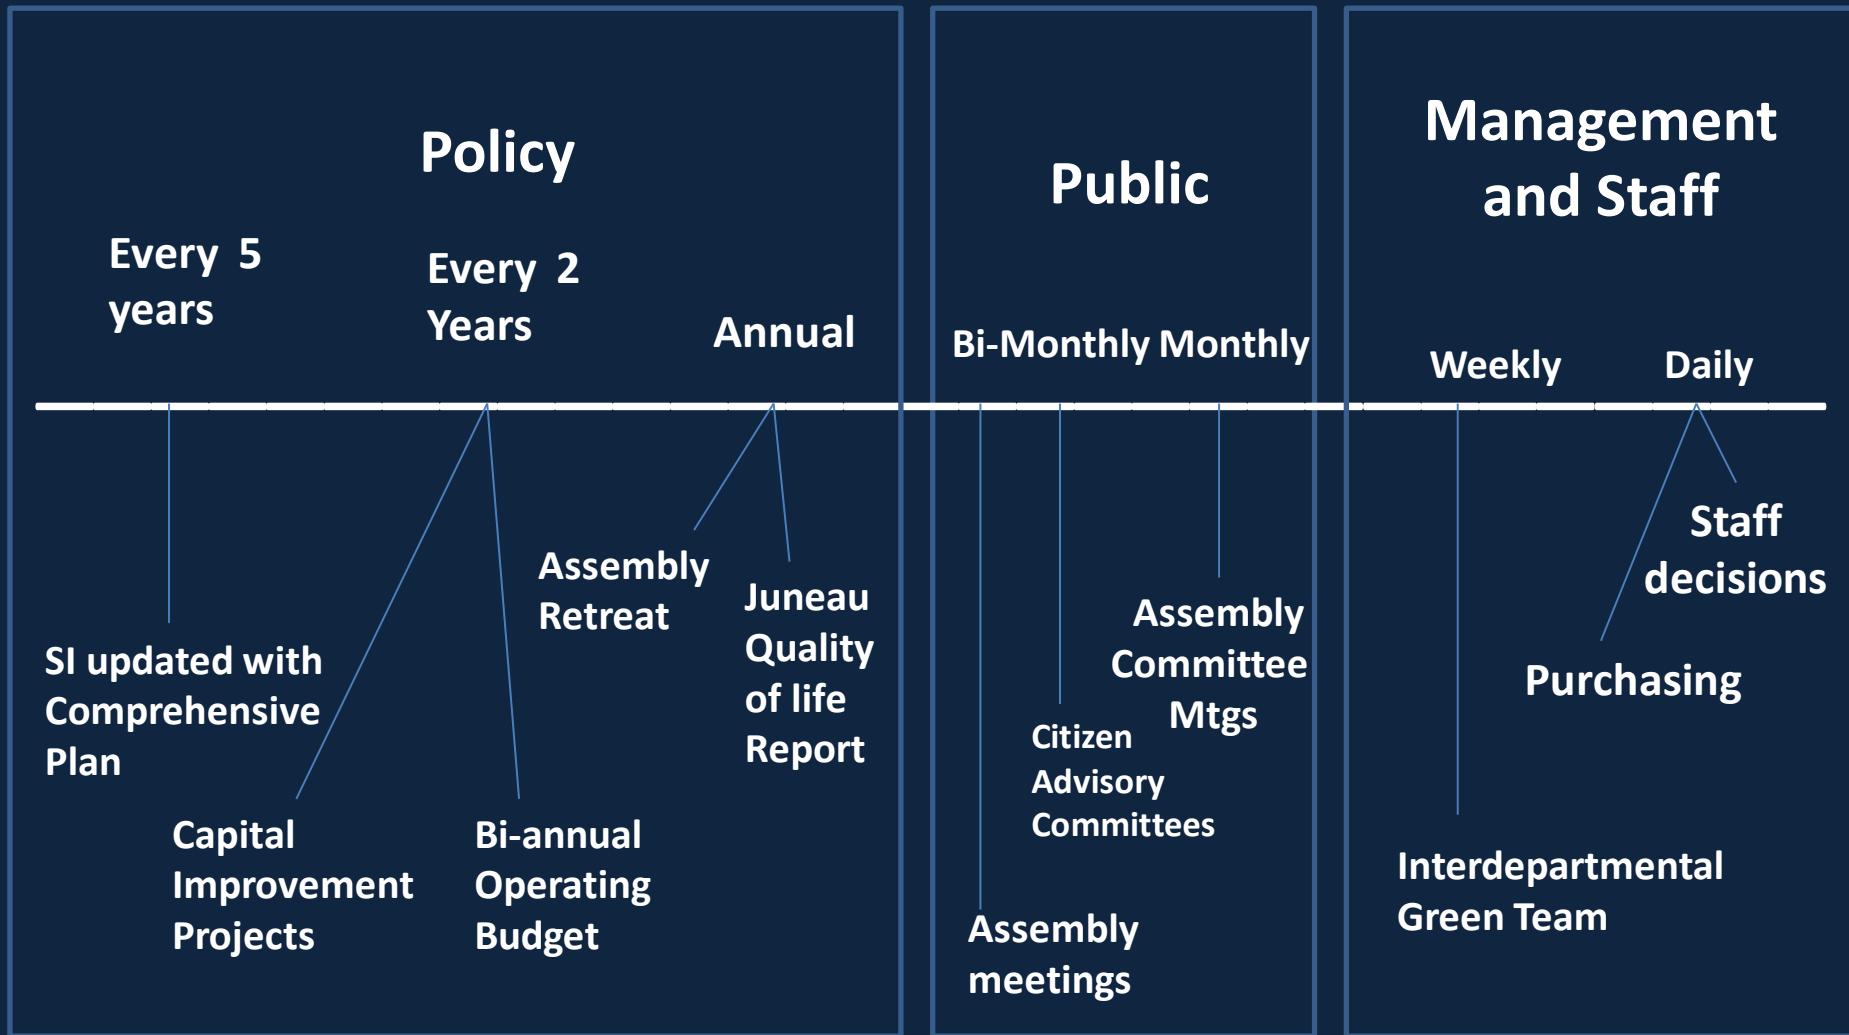 Policy
Every 5
years
Every 2
Years
Annual
SI updated with
Comprehensive
Plan
Capital
Improvement
Projects
Bi-annual
Operating
Budget
Assembly
Retreat
Juneau
Quality
of life
Report
Public
Bi-Monthly
Monthly
Assembly
meetings
Citizen
Advisory
Committees
Assembly
Committee
Mtgs
Management
and Staff
Weekly
Daily
Interdepartmental
Green Team
Purchasing
Staff
decisions